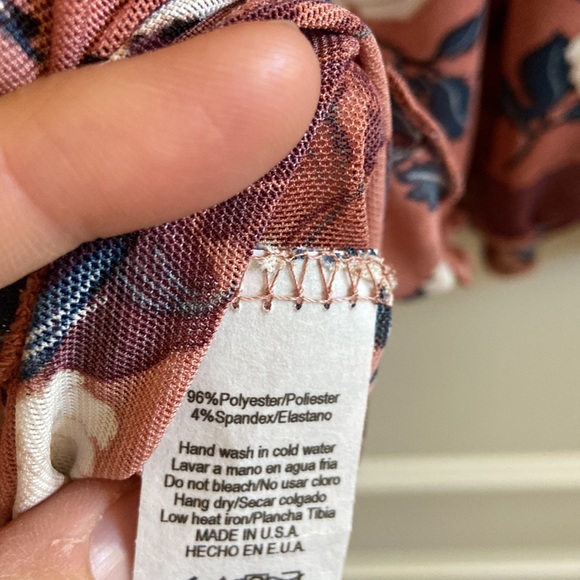 96%Polyester/Poliester
4%Spandex/Elastano
Hand wash in cold water
Lavar a mano en agua fria
Do not bleach/No usar cloro
Hang dry/Secar colgado
Low heat iron/Plancha Tibia
MADE IN U.S.A.
HECHO EN E.U.A.